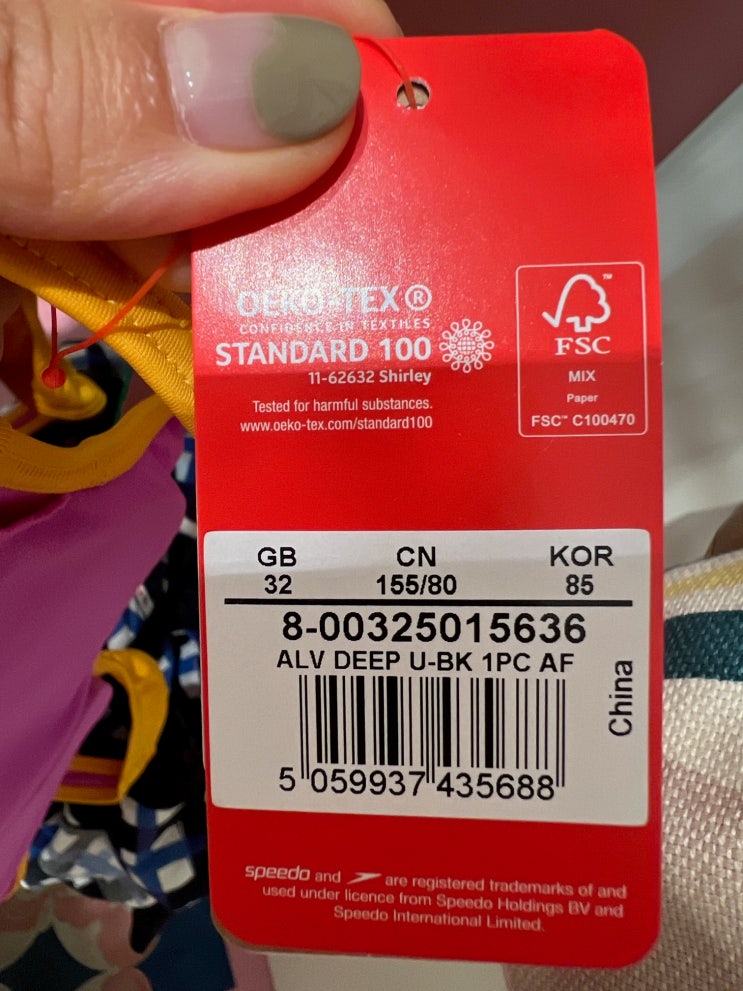 OEKO-TEX®
CONFIDENCE IN TEXTILES
STANDARD 100
11-62632 Shirley
Tested for harmful substances.
www.oeko-tex.com/standard100
™
FSC
MIX
Paper
FSC™ C100470
GB CN KOR
32 155/80 85
8-00325015636
ALV DEEP U-BK 1PC AF
China
5 059937 435688
speedo and are registered trademarks of and
used under licence from Speedo Holdings BV and
Speedo International Limited.